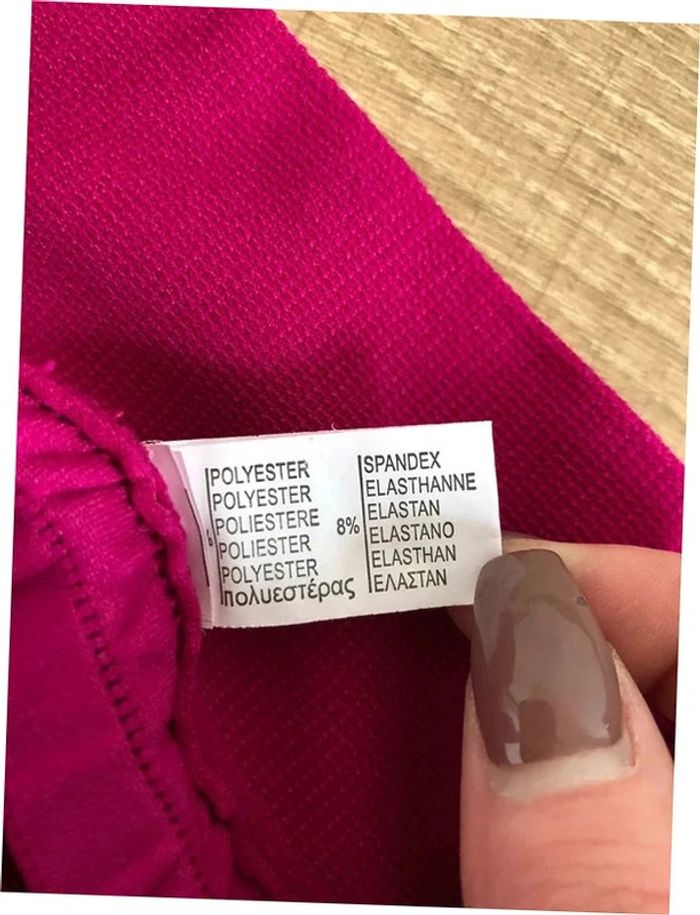 POLYESTER
POLYESTER
POLIESTERE
POLIESTER
POLYESTER
πολυεστέρας
8%
SPANDEX
ELASTHANNE
ELASTAN
ELASTANO
ELASTHAN
ΕΛΑΣΤΑΝ